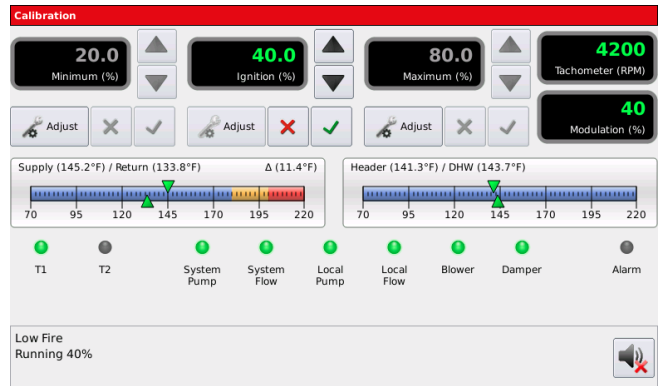 Calibration
20.0
Minimum (%)
40.0
Ignition (%)
80.0
Maximum (%)
4200
Tachometer (RPM)
Adjust
Adjust
Adjust
40
Modulation (%)
Supply (145.2°F) / Return (133.8°F) Δ (11.4°F)
70 95 120 145 170 195 220
Header (141.3°F) / DHW (143.7°F)
70 95 120 145 170 195 220
T1
T2
System
Pump
System
Flow
Local
Pump
Local
Flow
Blower
Damper
Alarm
Low Fire
Running 40%